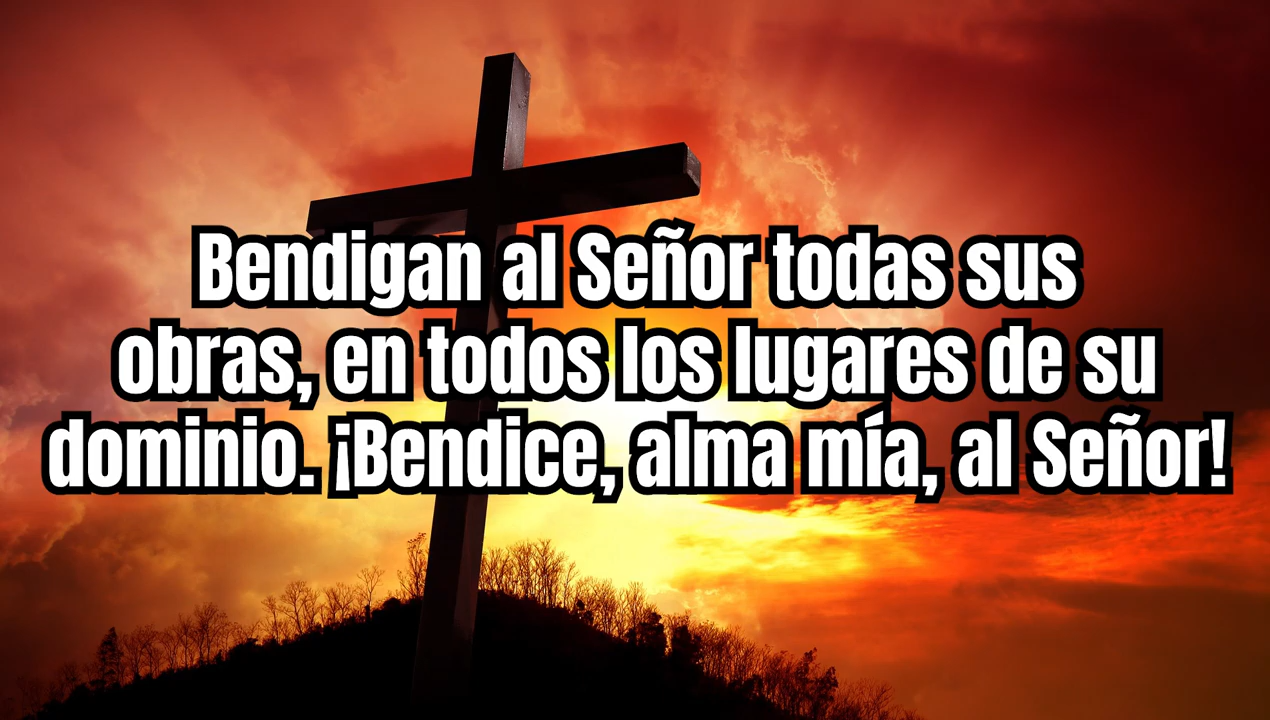 Bendigan al Señor todas sus
obras, en todos los lugares de su
dominio. ¡Bendice, alma mía, al Señor!